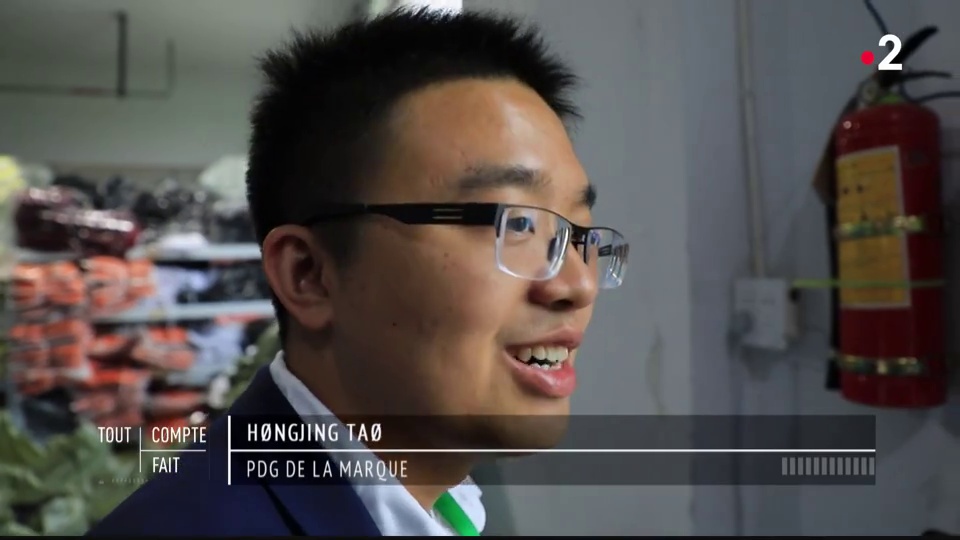 2
TOUT COMPTE
FAIT
HØNGJING TAØ
PDG DE LA MARQUE